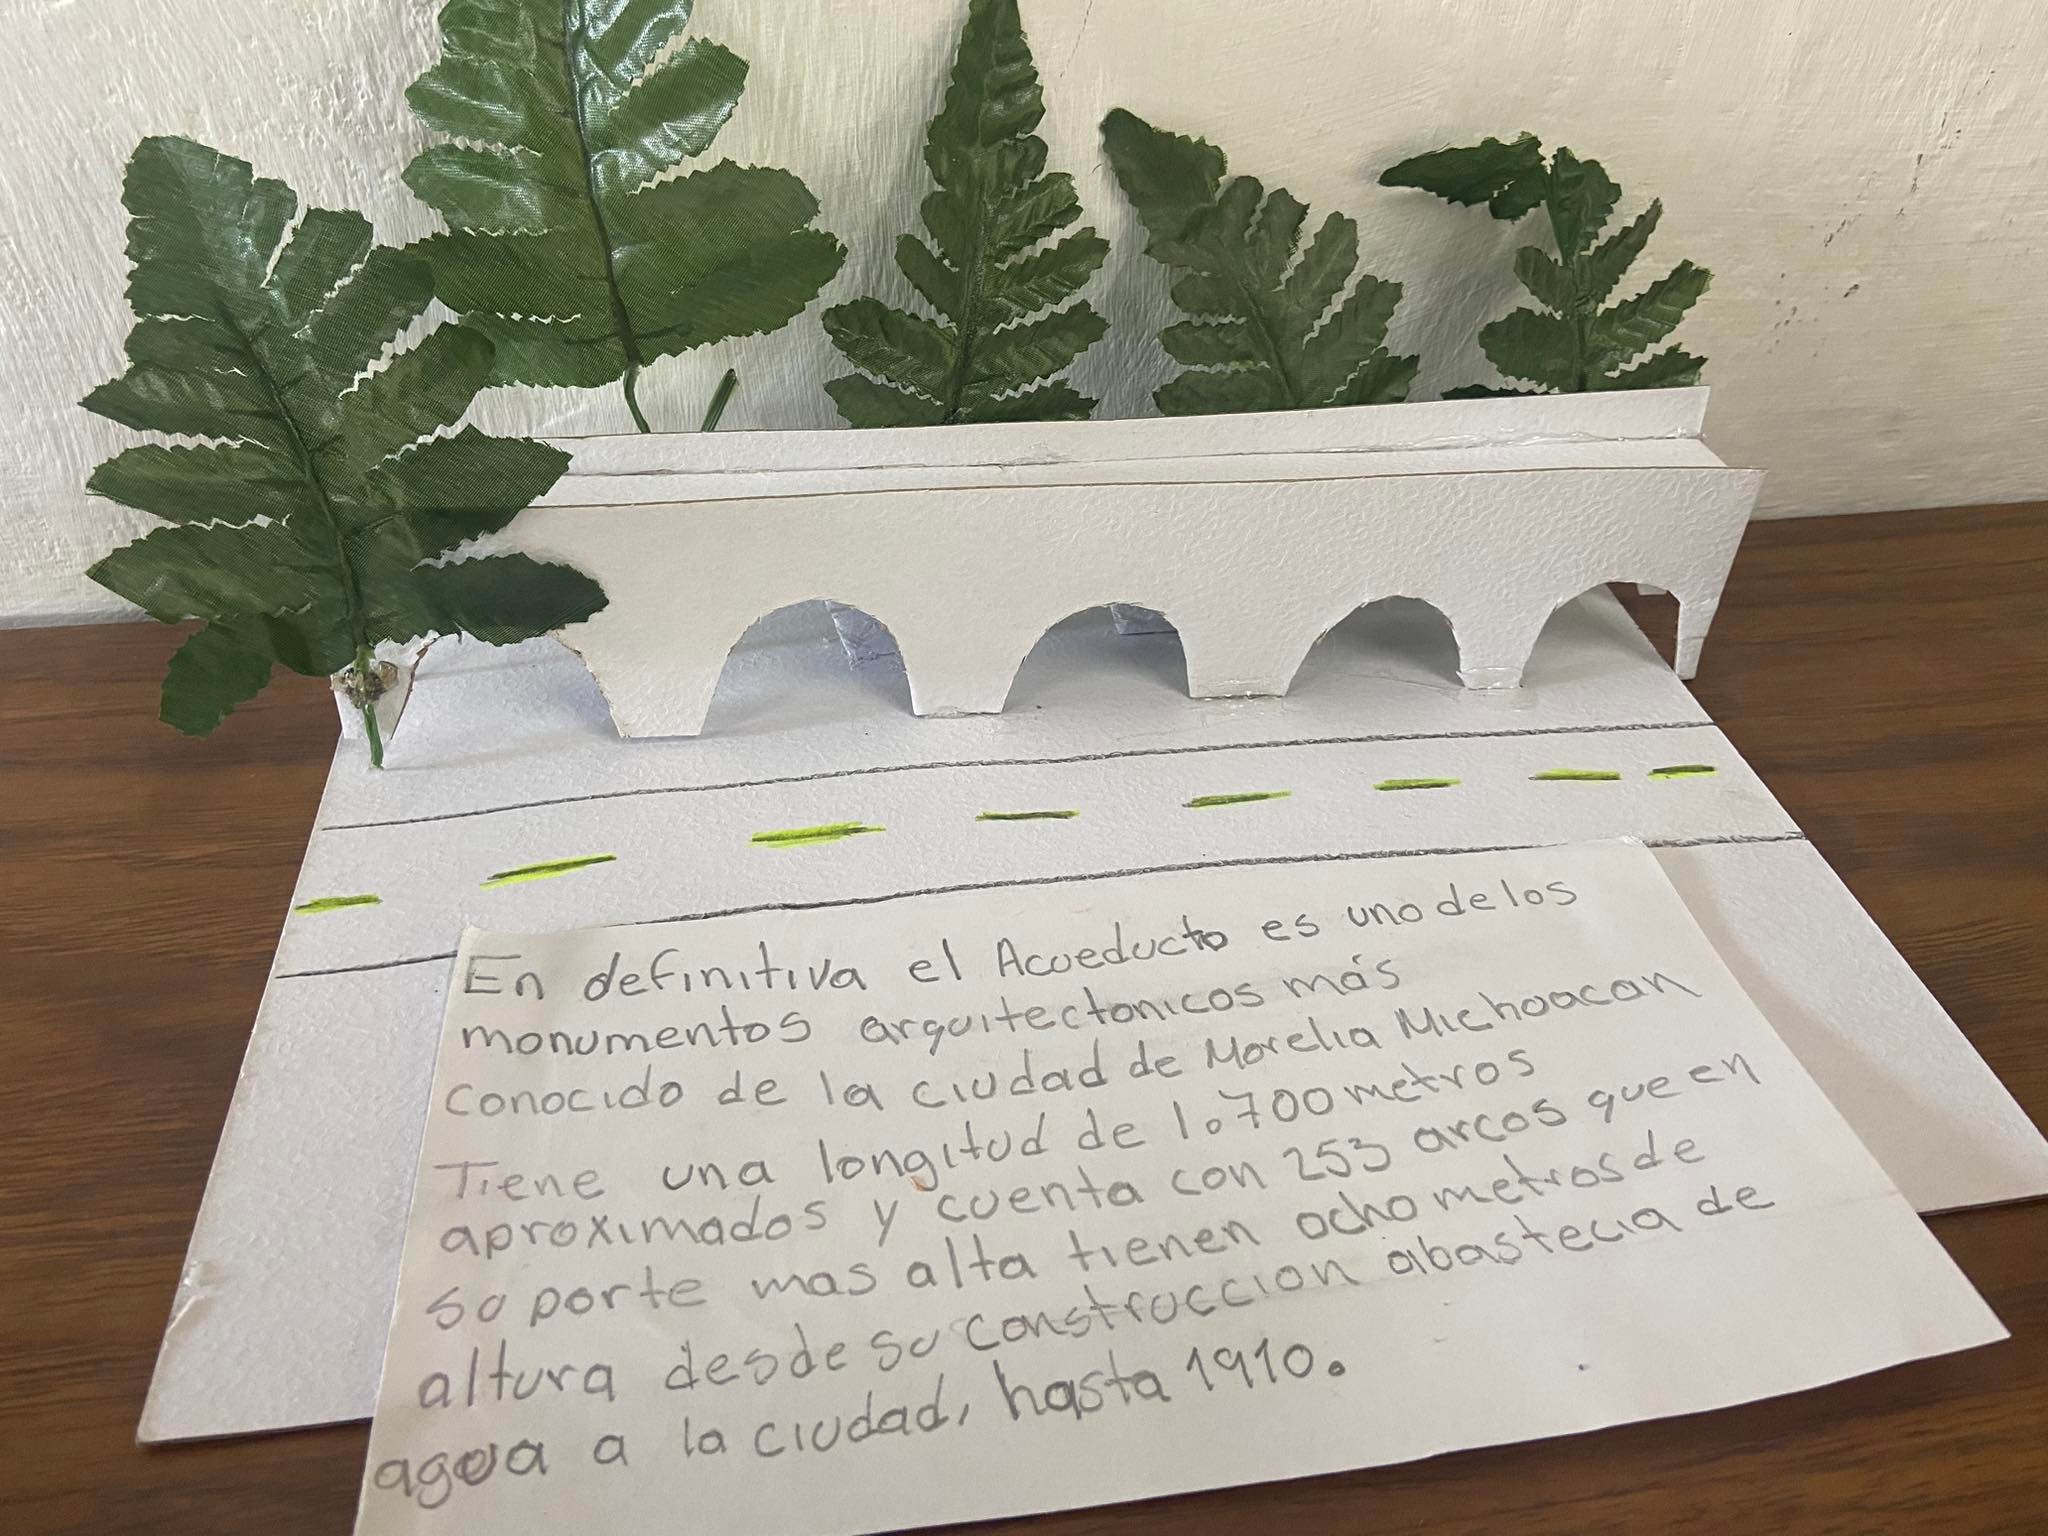 En definitiva el Acueducto es uno de los
monumentos arquitectonicos más
conocido de la ciudad de Morelia Michoacan
Tiene una longitud de 1.700 metros
aproximados y cuenta con 253 arcos que en
soporte mas alta tienen ocho metros de
altura desde su construccion abastecia de
agua a la ciudad, hasta 1910.